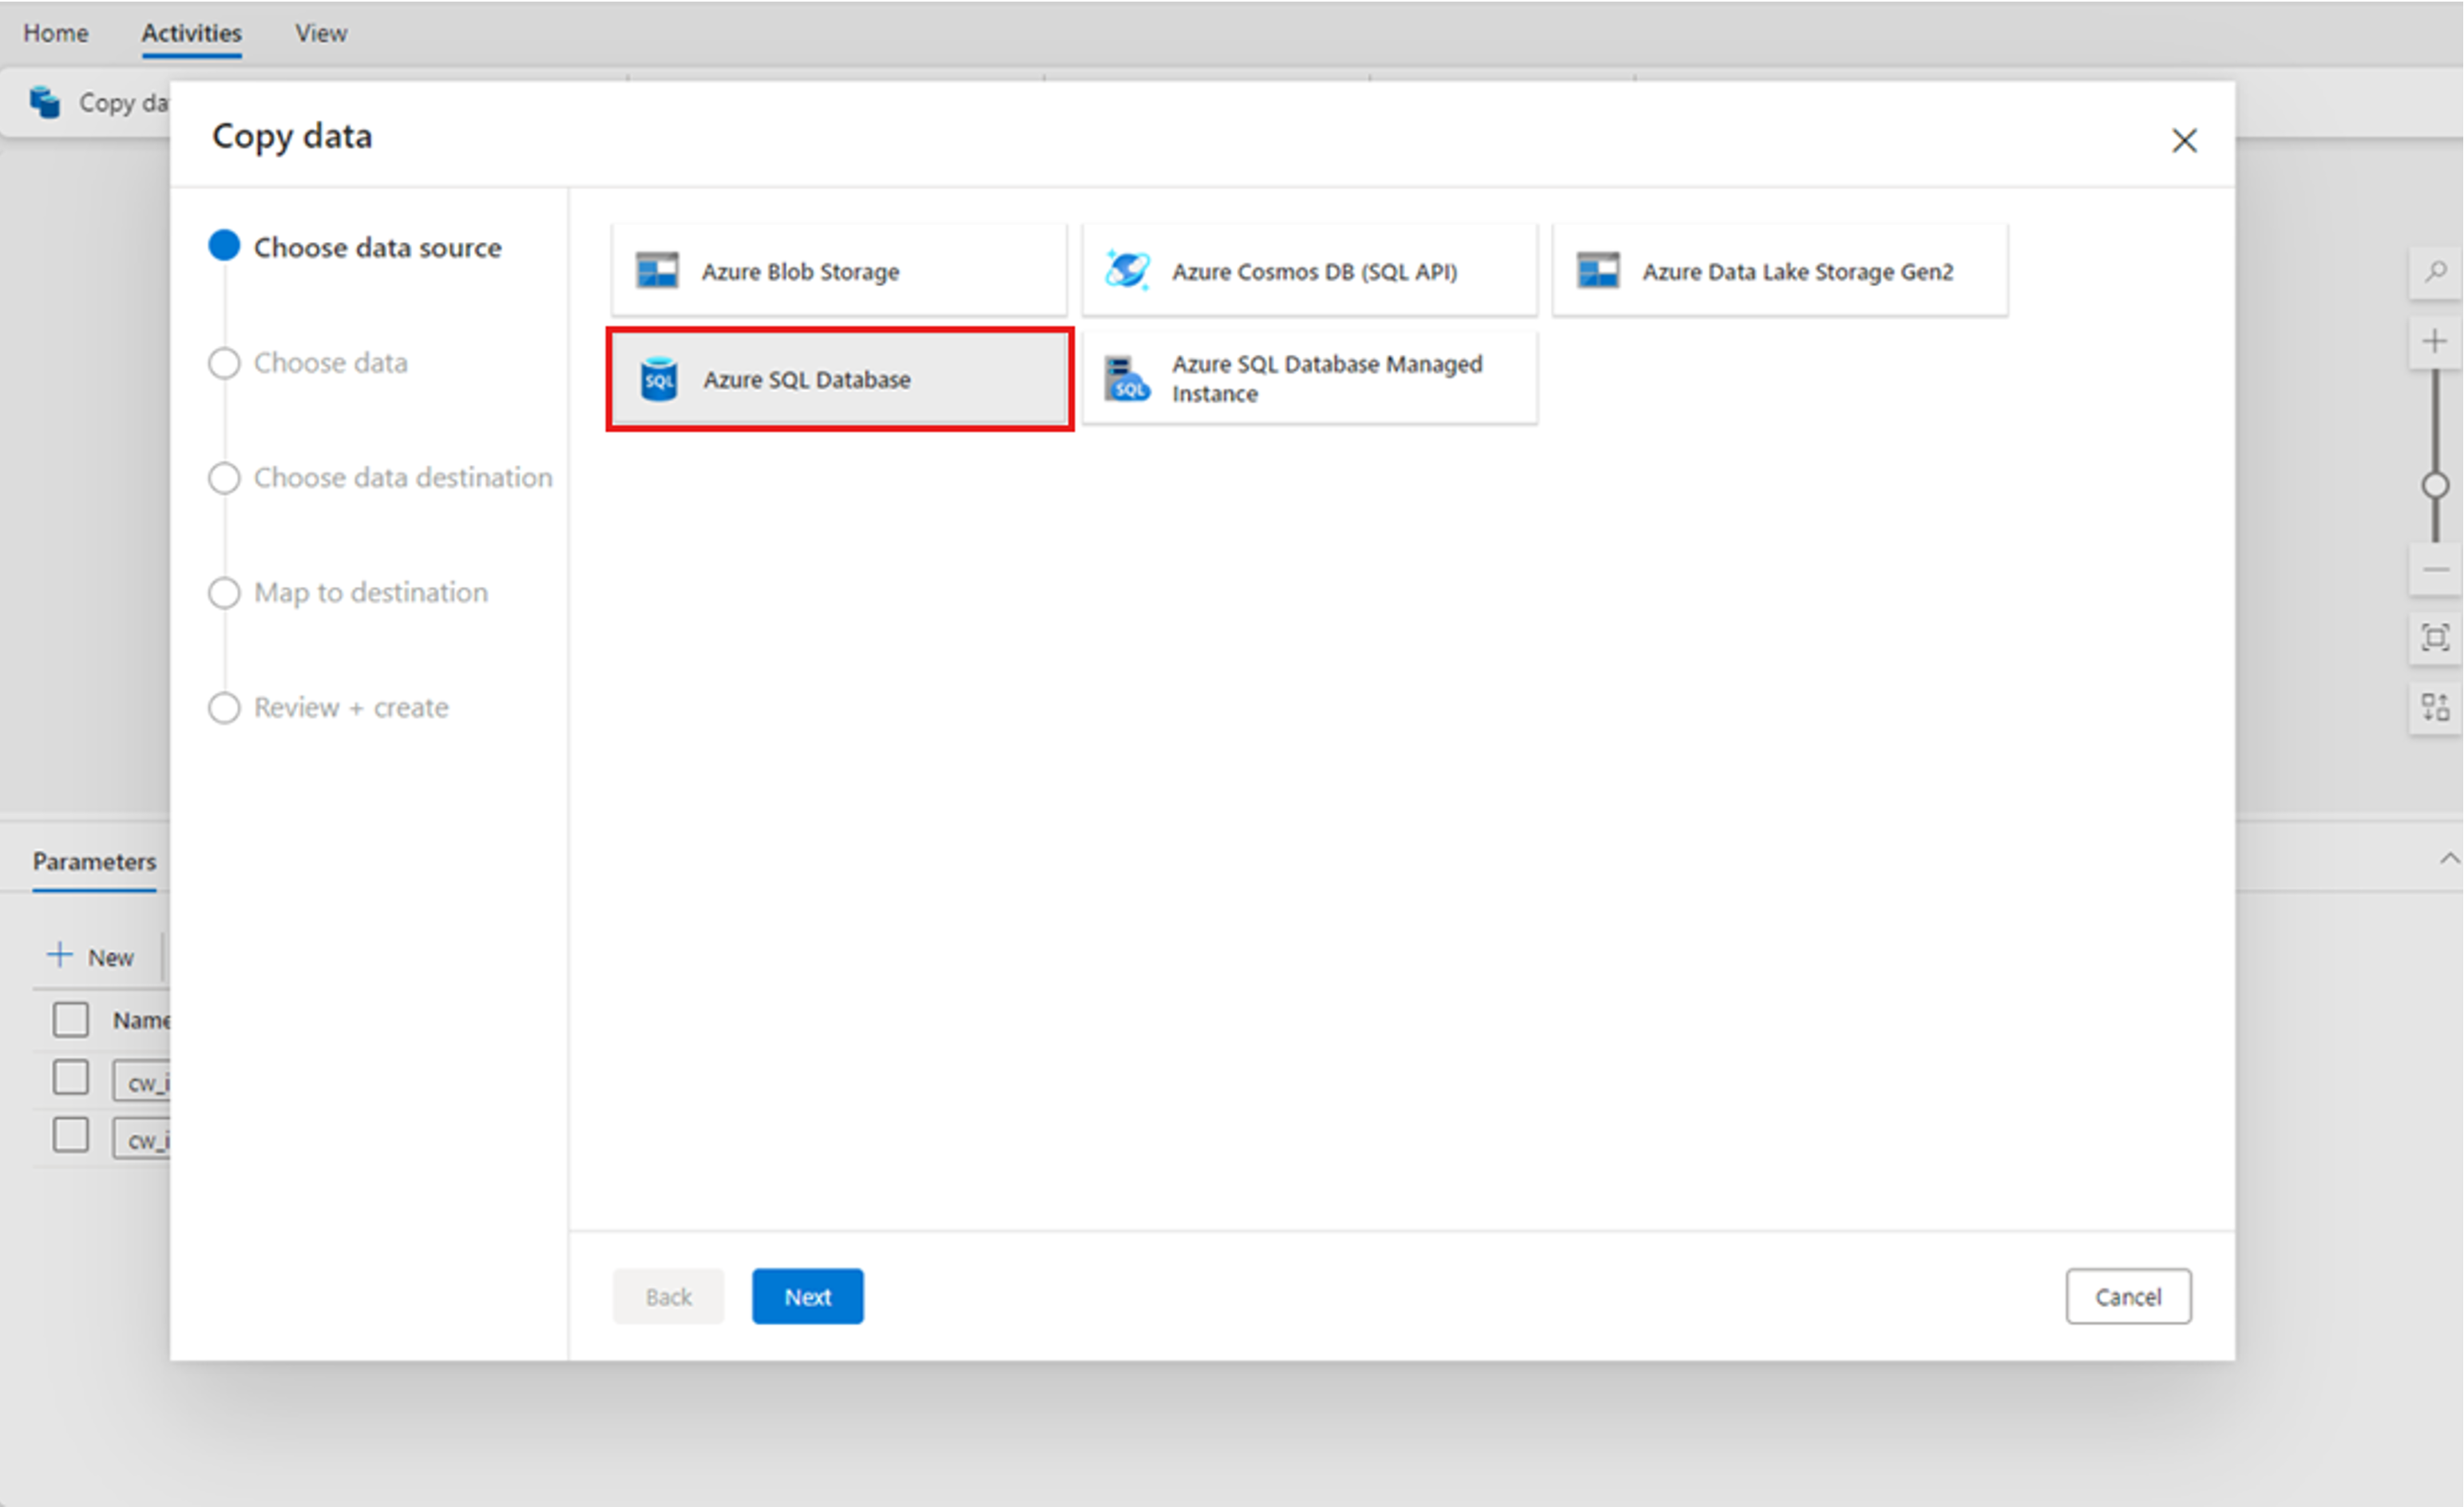 Home Activities View
Copy da
Copy data
Choose data source
Choose data
Choose data destination
Map to destination
Review + create
Azure Blob Storage
Azure Cosmos DB (SQL API)
Azure Data Lake Storage Gen2
SQL
Azure SQL Database
SQL
Azure SQL Database Managed
Instance
Parameters
New
Name
cw_i
cw_i
Back
Next
Cancel